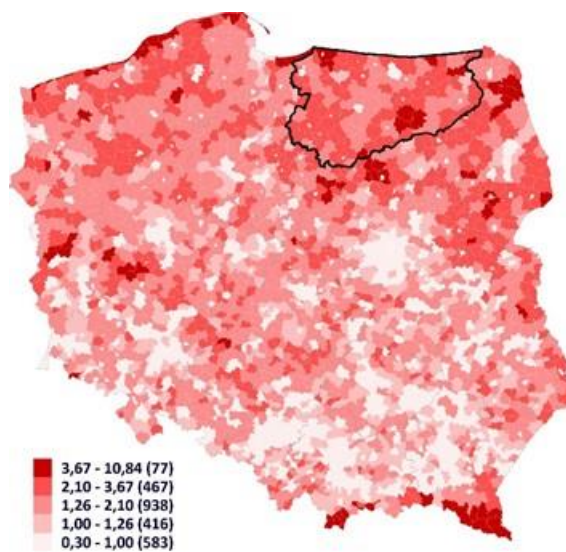 3,67 - 10,84 (77)
2,10 - 3,67 (467)
1,26 - 2,10 (938)
1,00 - 1,26 (416)
0,30 - 1,00 (583)